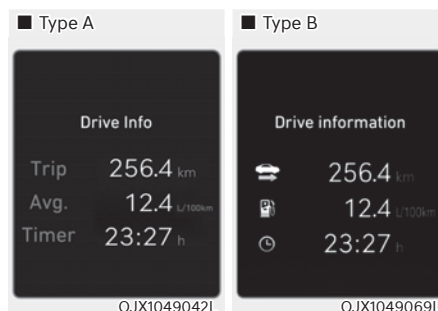 ■ Type A
Drive Info
Trip 256.4 km
Avg. 12.4 L/100km
Timer 23:27 h
OJX1049042L
■ Type B
Drive information
256.4 km
12.4 L/100km
23:27 h
OJX1049069L